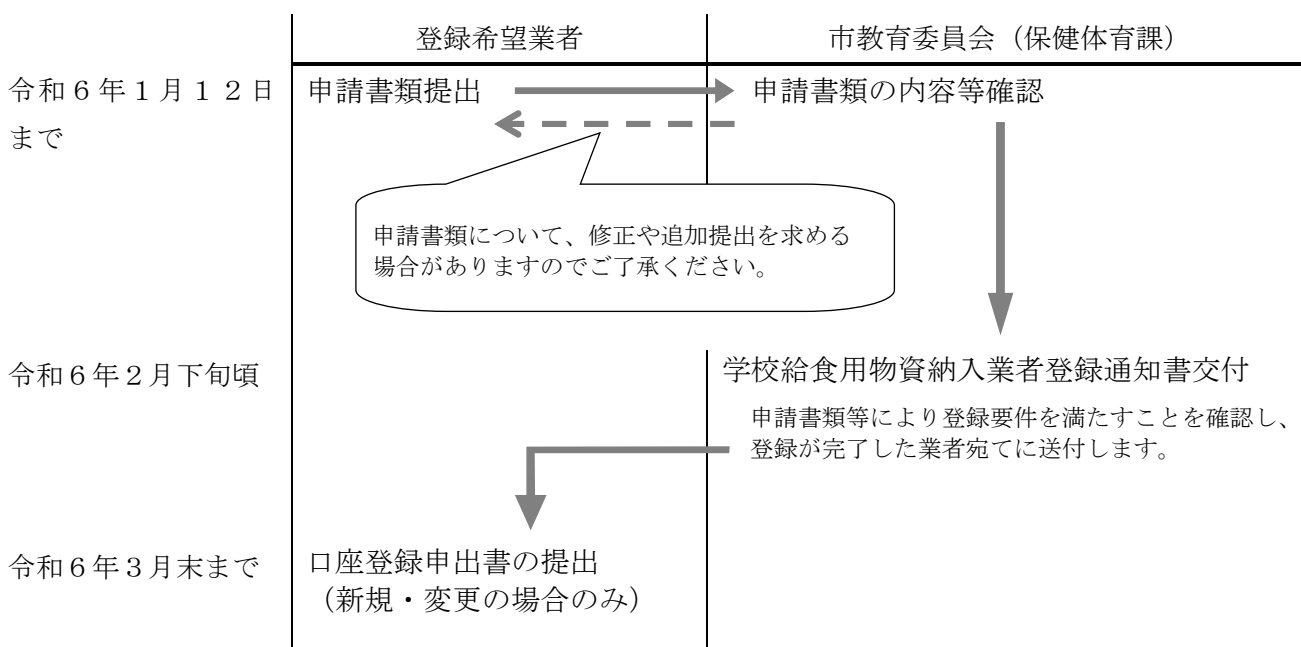 登録希望業者
市教育委員会（保健体育課）
令和６年１月１２日
まで
申請書類提出
申請書類の内容等確認
申請書類について、修正や追加提出を求める
場合がありますのでご了承ください。
令和６年２月下旬頃
学校給食用物資納入業者登録通知書交付
申請書類等により登録要件を満たすことを確認し、
登録が完了した業者宛てに送付します。
令和６年３月末まで
口座登録申出書の提出
（新規・変更の場合のみ）